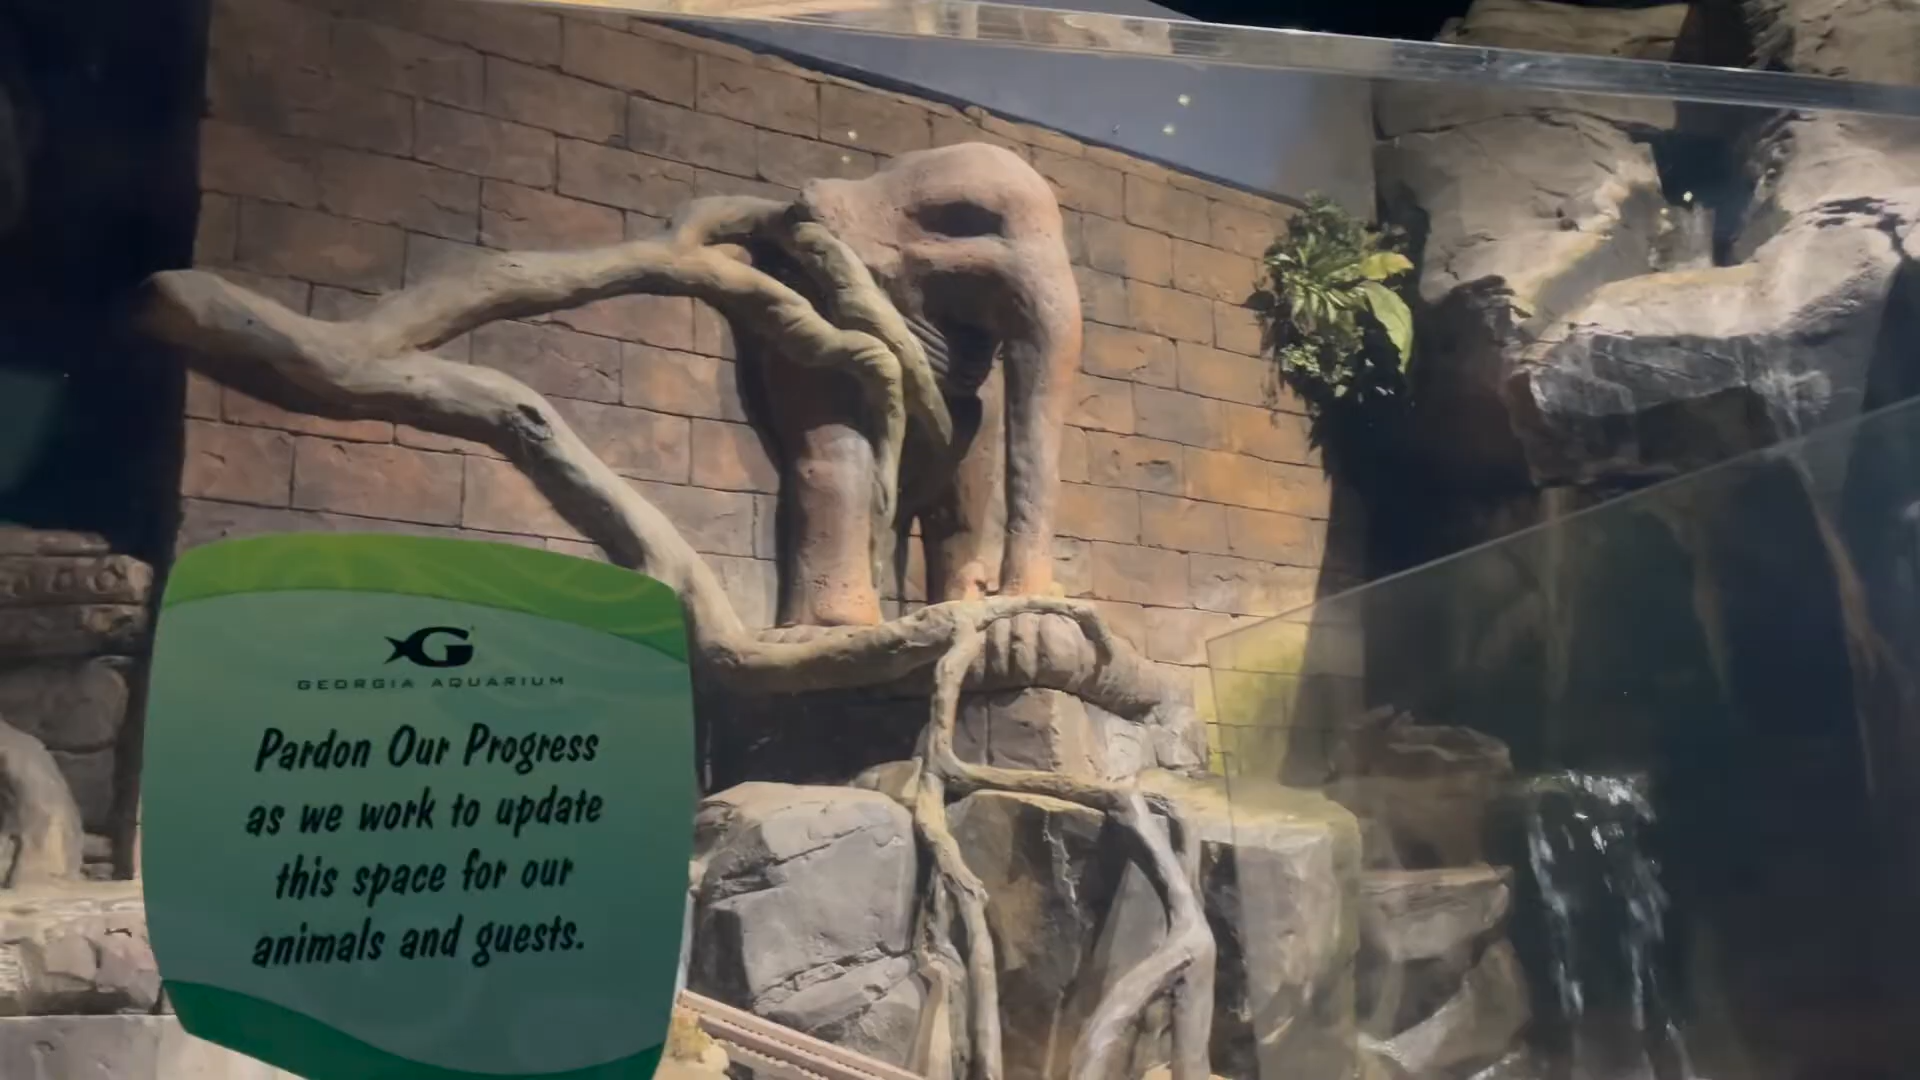 G
GEORGIA AQUARIUM
Pardon Our Progress
as we work to update
this space for our
animals and guests.